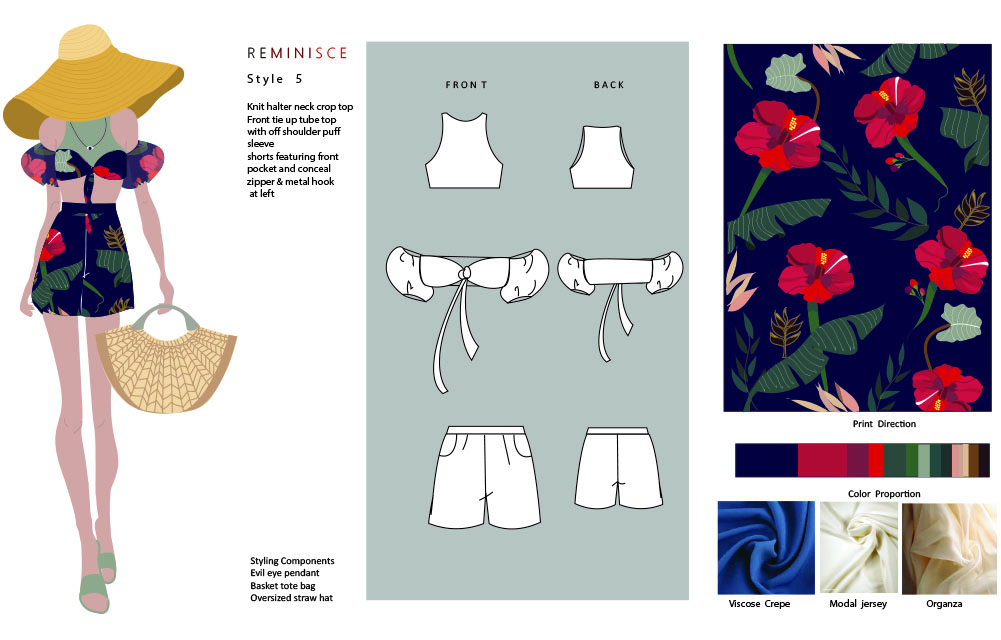 REMINISCE
Style 5
Knit halter neck crop top
Front tie up tube top
with off shoulder puff
sleeve
shorts featuring front
pocket and conceal
zipper & metal hook
at left
Styling Components
Evil eye pendant
Basket tote bag
Oversized straw hat
FRONT
BACK
Print Direction
Color Proportion
Viscose Crepe
Modal jersey
Organza